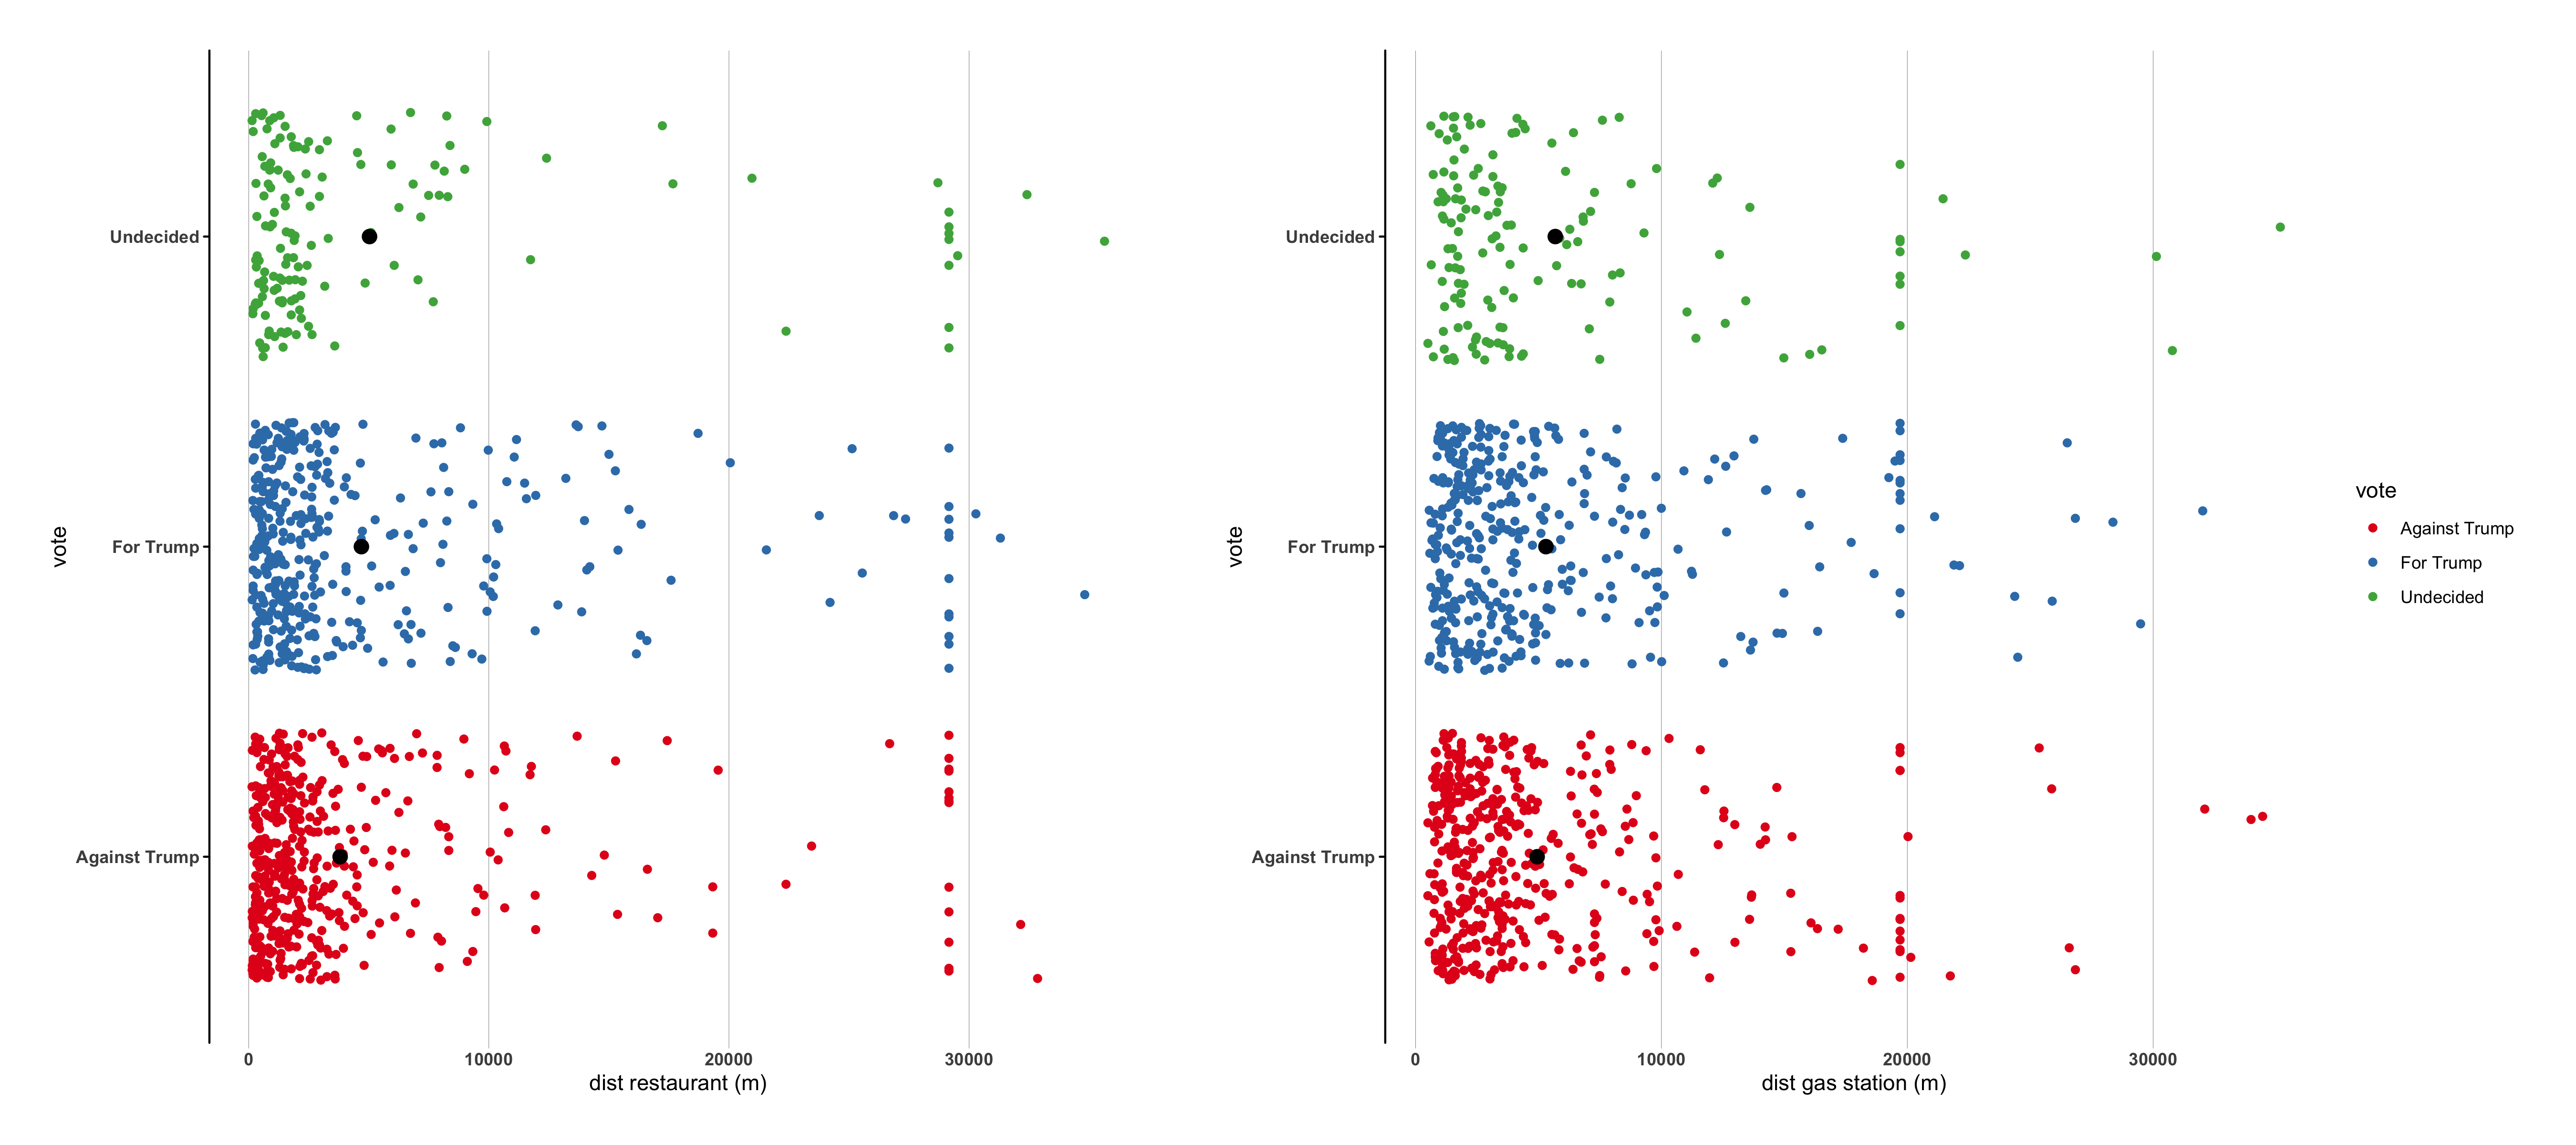 vote
Undecided
For Trump
Against Trump
0 10000 20000 30000
dist restaurant (m)
vote
Undecided
For Trump
Against Trump
0 10000 20000 30000
dist gas station (m)
vote
Against Trump
For Trump
Undecided